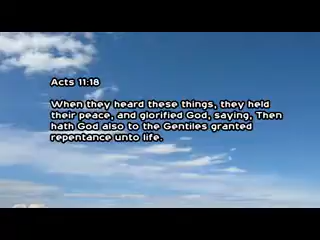 Acts 11:18
When they heard these things, they held
their peace, and glorified God, saying, Then
hath God also to the Gentiles granted
repentance unto life.